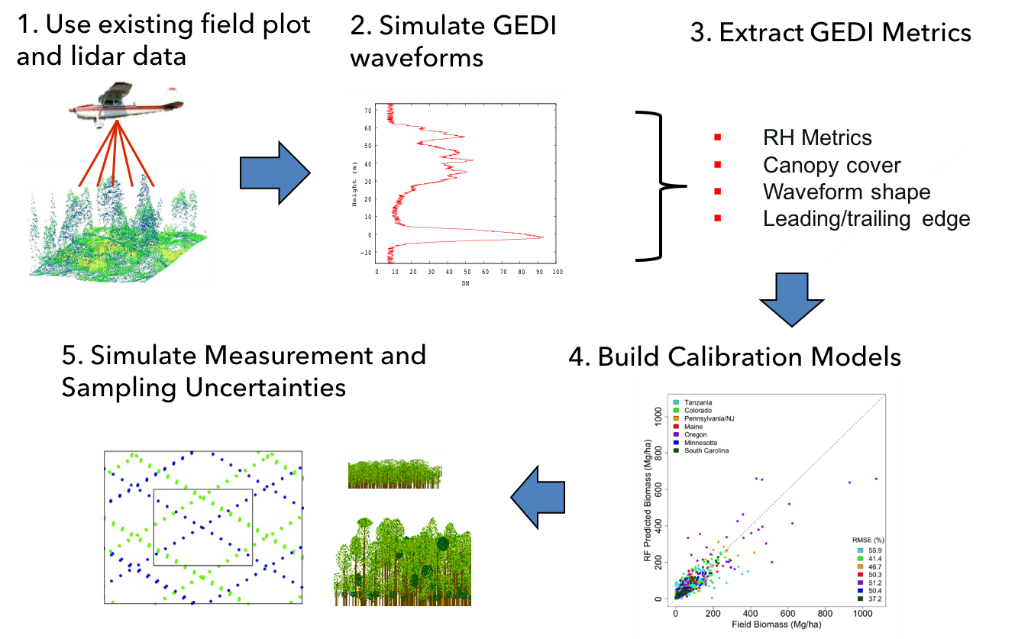 1. Use existing field plot
and lidar data
2. Simulate GEDI
waveforms
3. Extract GEDI Metrics
70
60
50
40
30
20
10
0
-10
Height (m)
0 10 20 30 40 50 60 70 80 90 100
DN
RH Metrics
Canopy cover
Waveform shape
Leading/trailing edge
5. Simulate Measurement and
Sampling Uncertainties
4. Build Calibration Models
Tanzania
Colorado
Pennsylvania/NJ
Maine
Oregon
Minnesotta
South Carolina
RF Predicted Biomass (Mg/ha)
1000
800
600
400
200
0
RMSE (%)
55.9
41.4
46.7
50.3
51.2
50.4
37.2
0 200 400 600 800 1000
Field Biomass (Mg/ha)